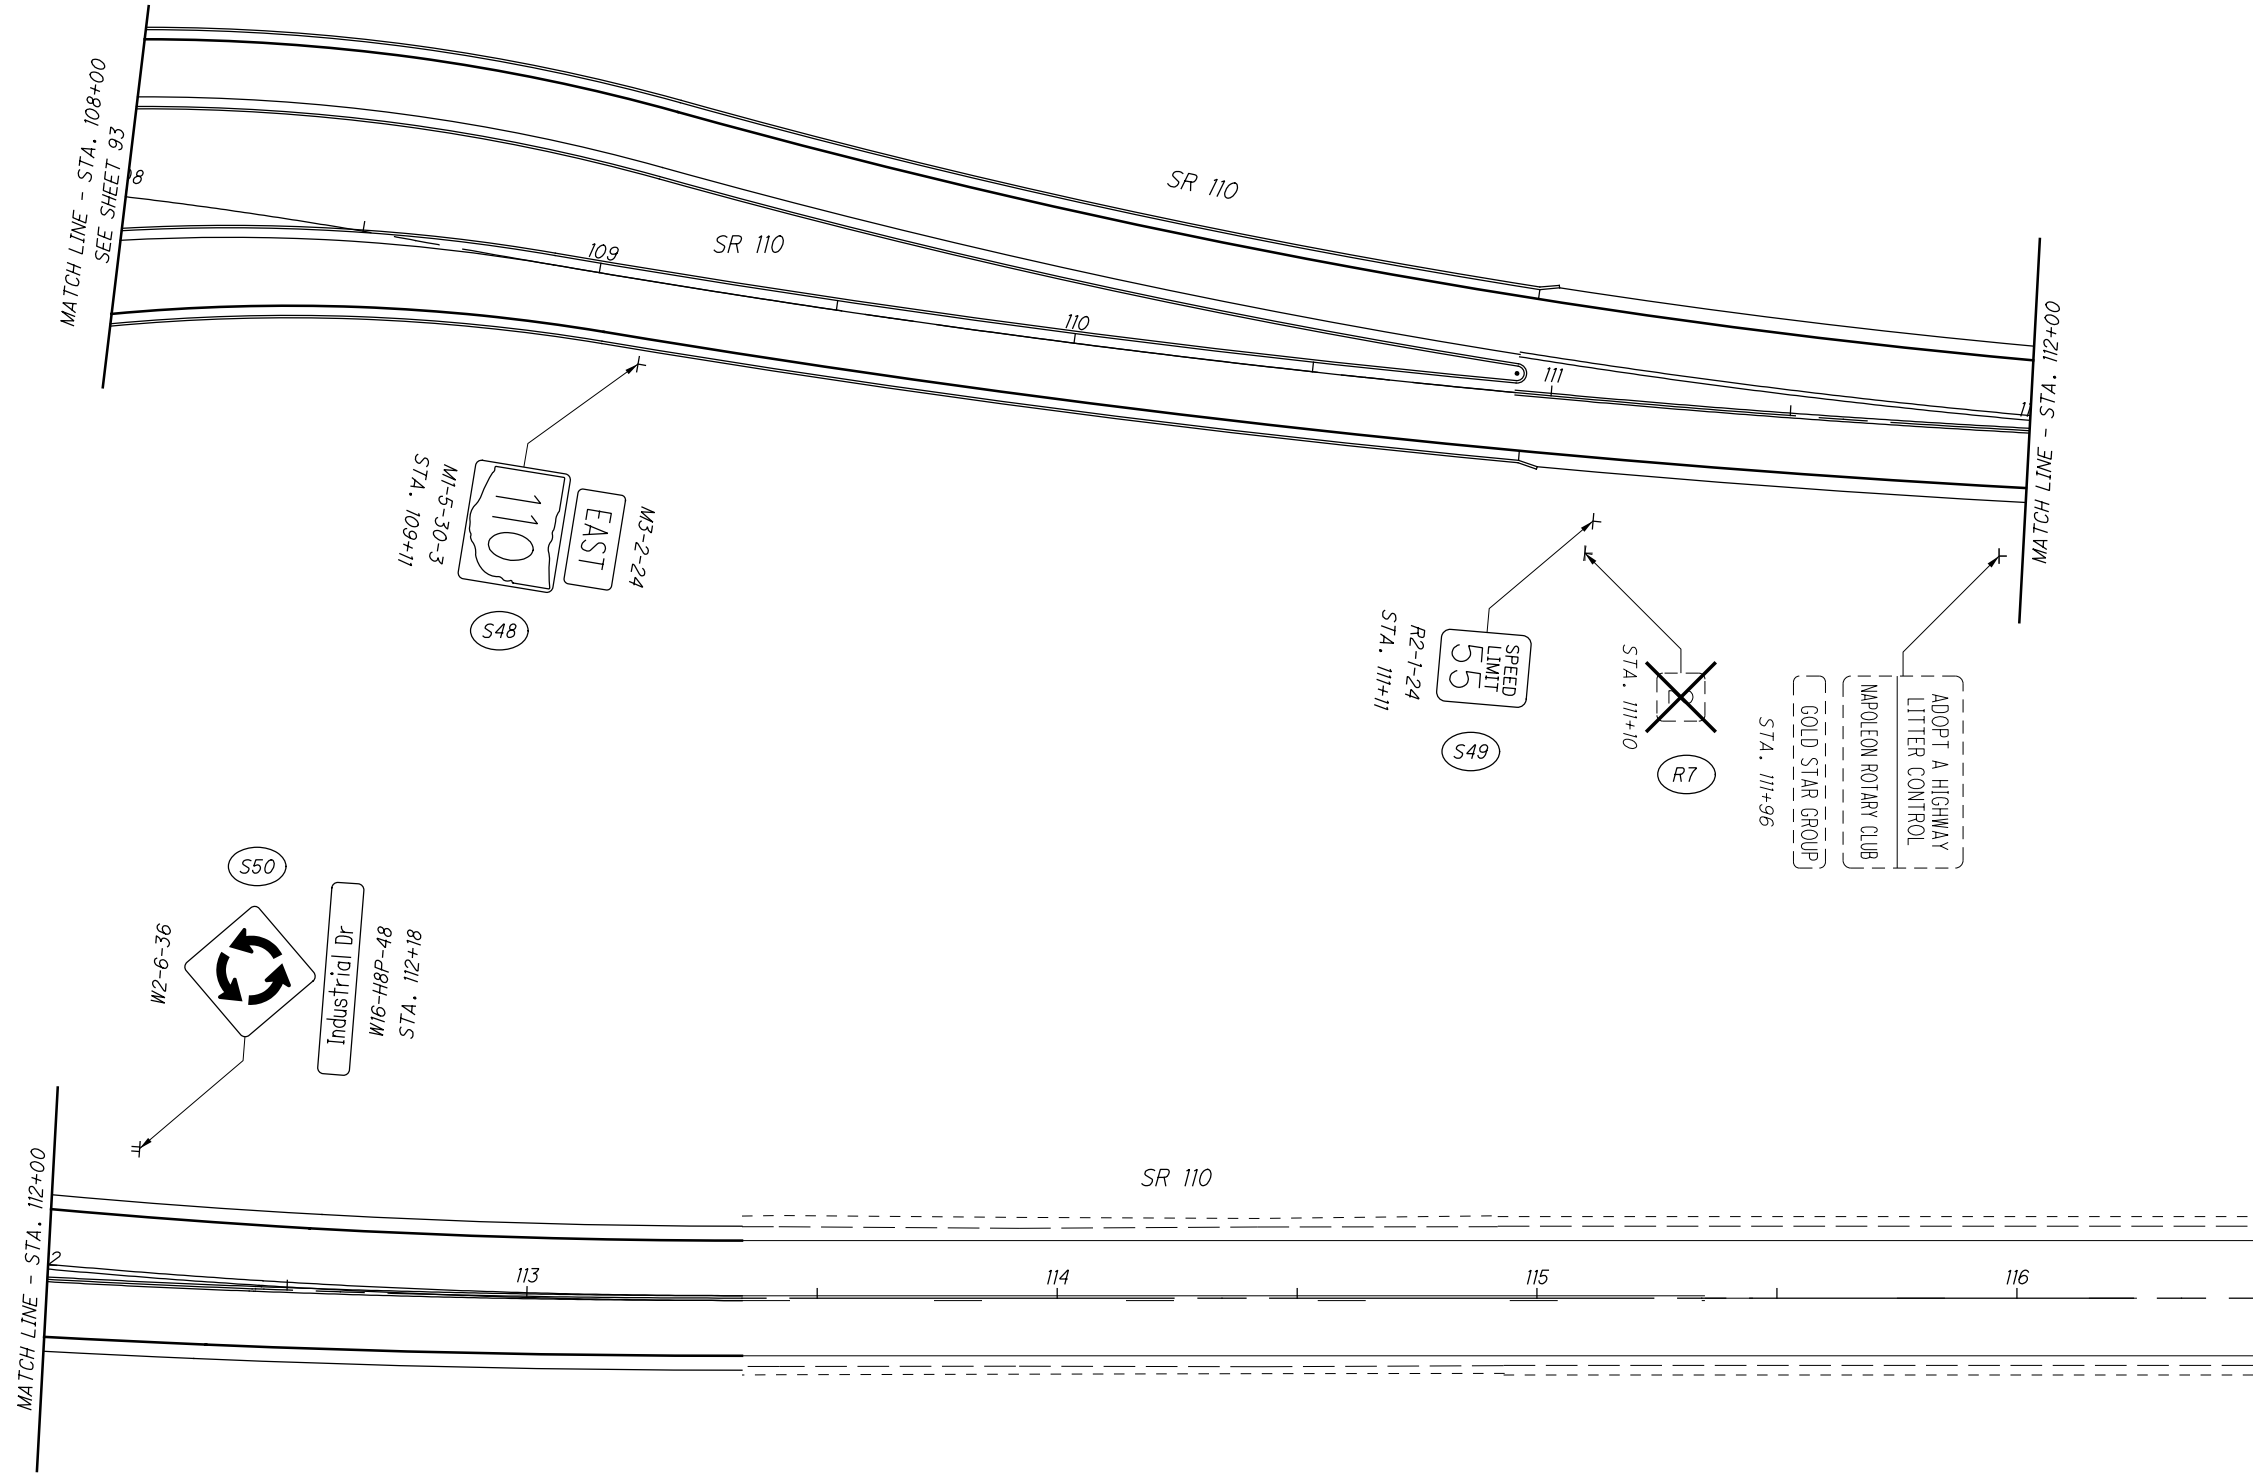 MATCH LINE - STA. 108+00
SEE SHEET 93
SR 110
SR 110
109
110
111
MATCH LINE - STA. 112+00
EAST
110
M3-2-24
M1-5-30-3
STA. 109+11
S48
SPEED
LIMIT
55
R2-1-24
STA. 111+11
S49
STA. 111+10
R7
ADOPT A HIGHWAY
LITTER CONTROL
NAPOLEON ROTARY CLUB
GOLD STAR GROUP
STA. 111+96
S50
W2-6-36
Industrial Dr
W16-H8P-48
STA. 112+18
MATCH LINE - STA. 112+00
SR 110
2
113
114
115
116